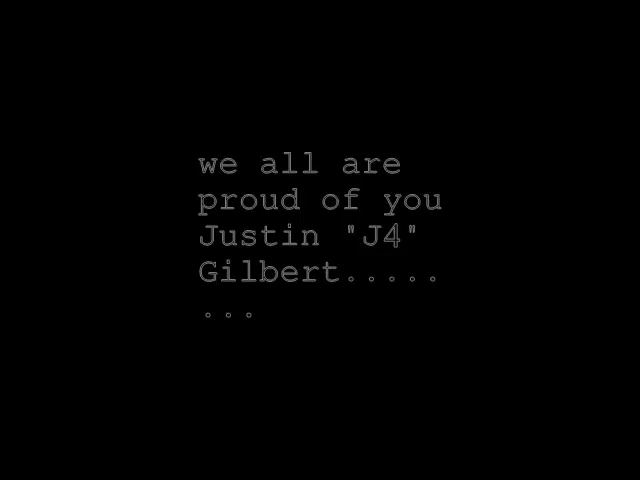 we all are
proud of you
Justin "J4"
Gilbert.....
...